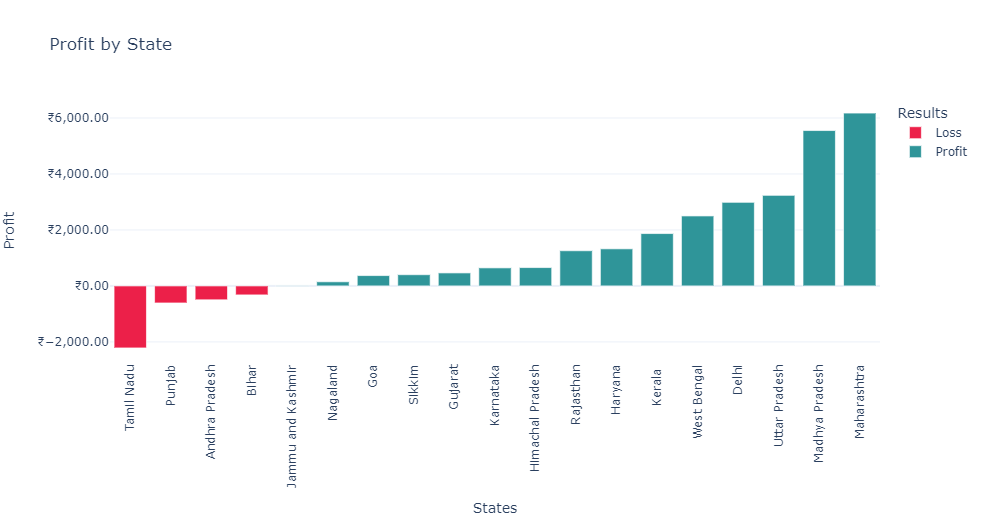 Profit by State
Results
Loss
Profit
Profit
₹6,000.00
₹4,000.00
₹2,000.00
₹0.00
₹−2,000.00
Tamil Nadu
Punjab
Andhra Pradesh
Bihar
Jammu and Kashmir
Nagaland
Goa
Sikkim
Gujarat
Karnataka
Himachal Pradesh
Rajasthan
Haryana
Kerala
West Bengal
Delhi
Uttar Pradesh
Madhya Pradesh
Maharashtra
States